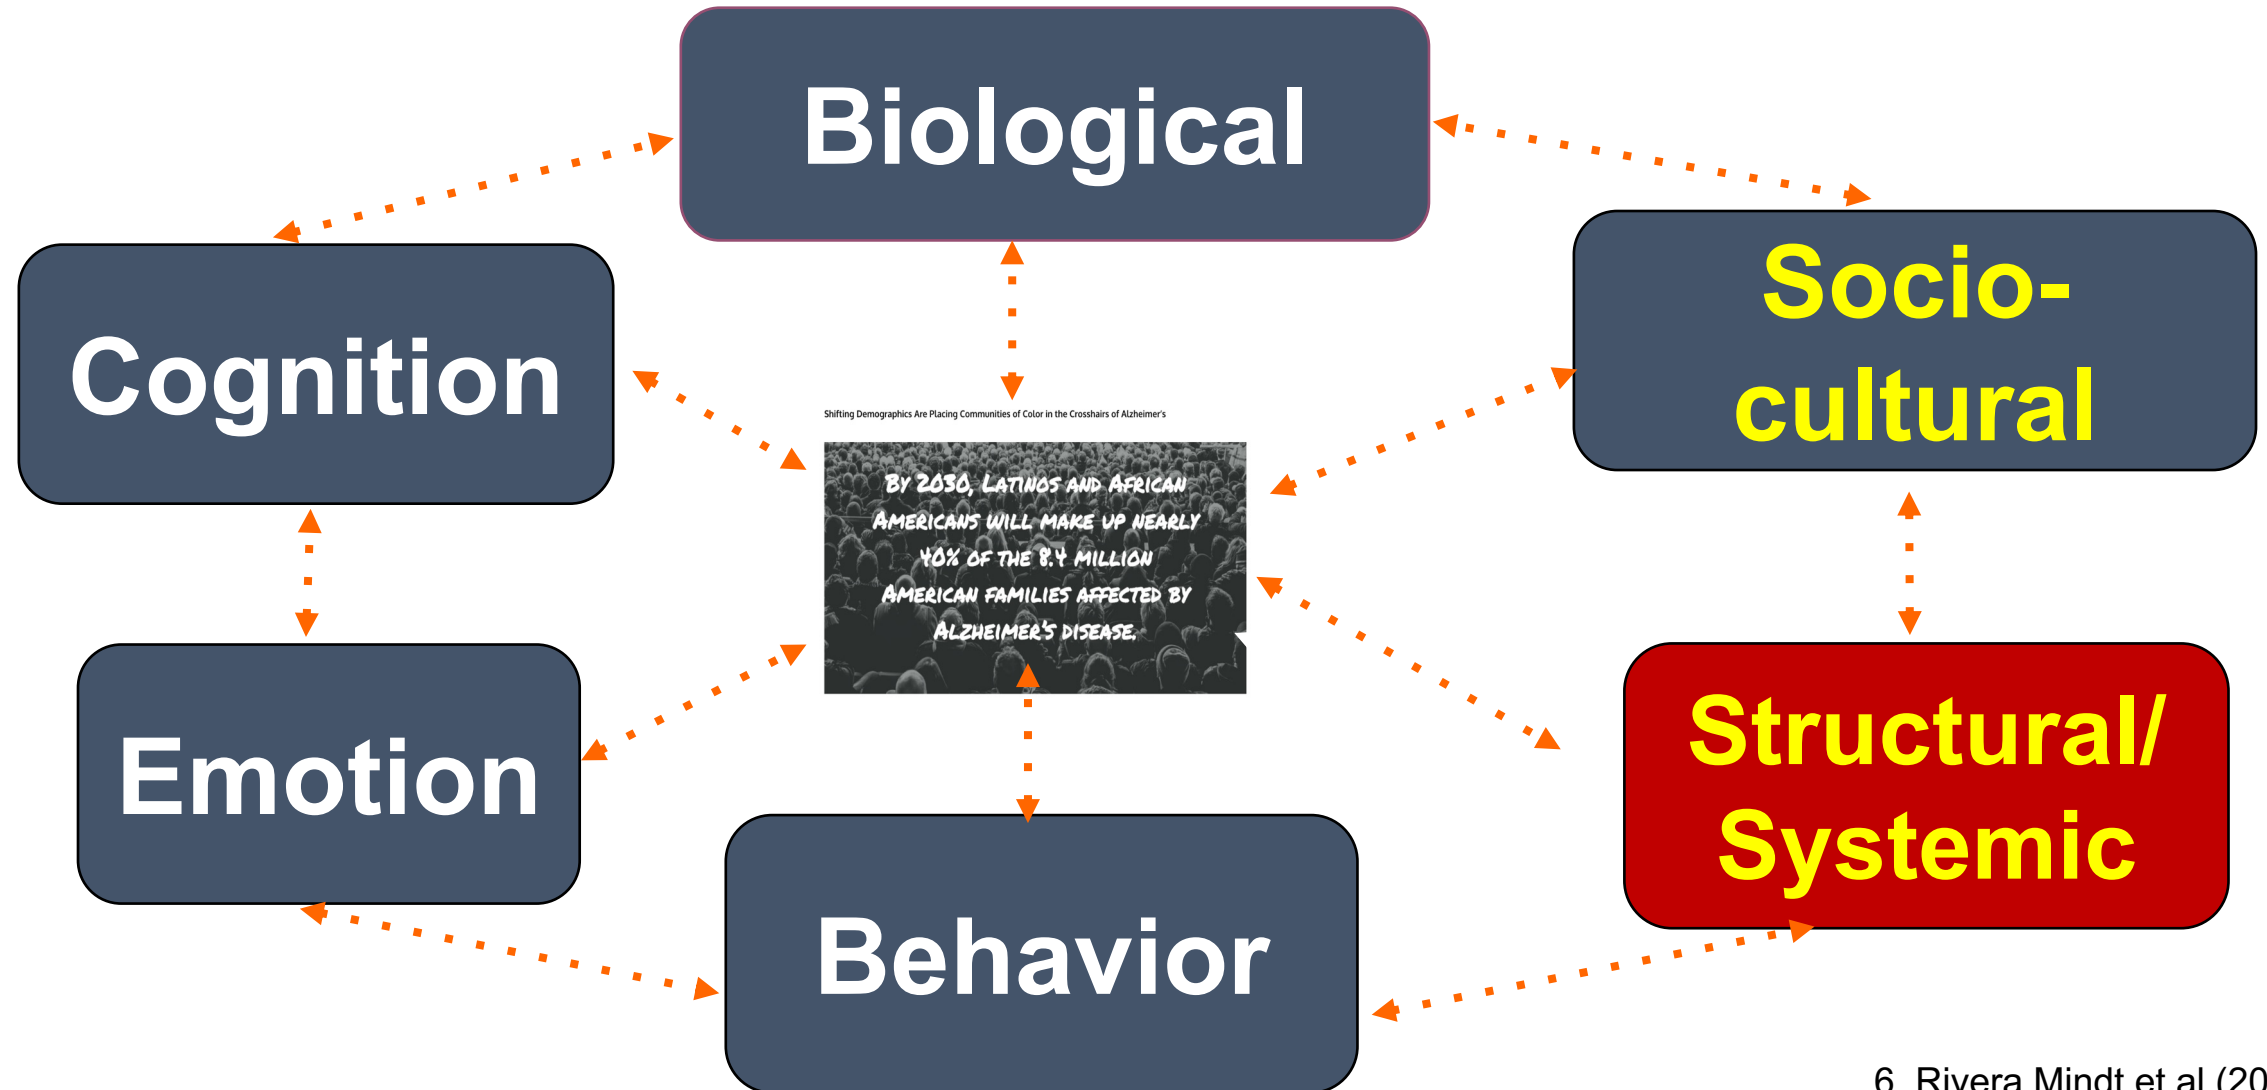 Biological
Socio-
cultural
Cognition
Shifting Demographics Are Placing Communities of Color in the Crosshairs of Alzheimer's
By 2030, Latinos and African
Americans will make up nearly
40% of the 8.4 million
American families affected by
Alzheimer's disease.
Structural/
Systemic
Emotion
Behavior
6. Rivera Mindt et al (20